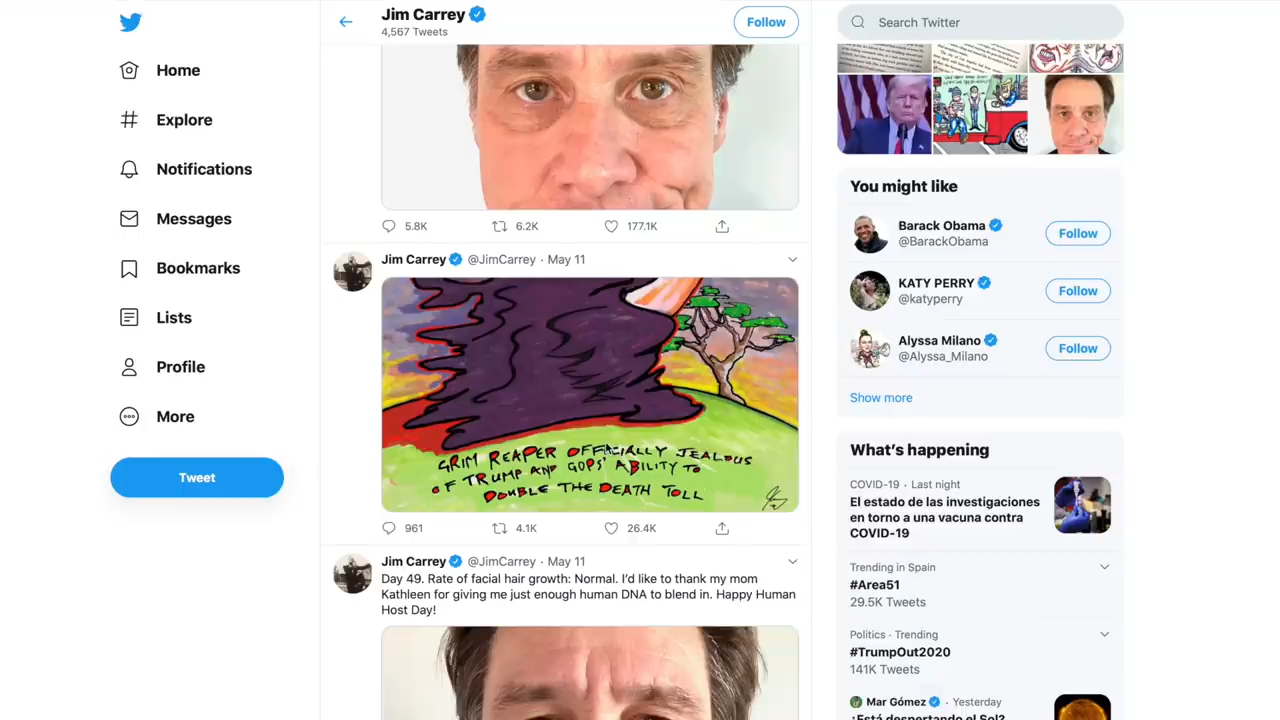 Jim Carrey
4,567 Tweets
Follow
Search Twitter
Home
Explore
Notifications
Messages
Bookmarks
Lists
Profile
More
Tweet
5.8K 6.2K 177.1K
Jim Carrey @JimCarrey · May 11
GRIM REAPER OFFICIALLY JEALOUS
OF TRUMP AND GOPS' ABILITY TO
DOUBLE THE DEATH TOLL
961 4.1K 26.4K
Jim Carrey @JimCarrey · May 11
Day 49. Rate of facial hair growth: Normal. I'd like to thank my mom
Kathleen for giving me just enough human DNA to blend in. Happy Human
Host Day!
You might like
Barack Obama
@BarackObama
Follow
KATY PERRY
@katyperry
Follow
Alyssa Milano
@Alyssa_Milano
Follow
Show more
What's happening
COVID-19 · Last night
El estado de las investigaciones
en torno a una vacuna contra
COVID-19
Trending in Spain
#Area51
29.5K Tweets
Politics · Trending
#TrumpOut2020
141K Tweets
Mar Gómez · Yesterday
¿Está despertando el Sol?